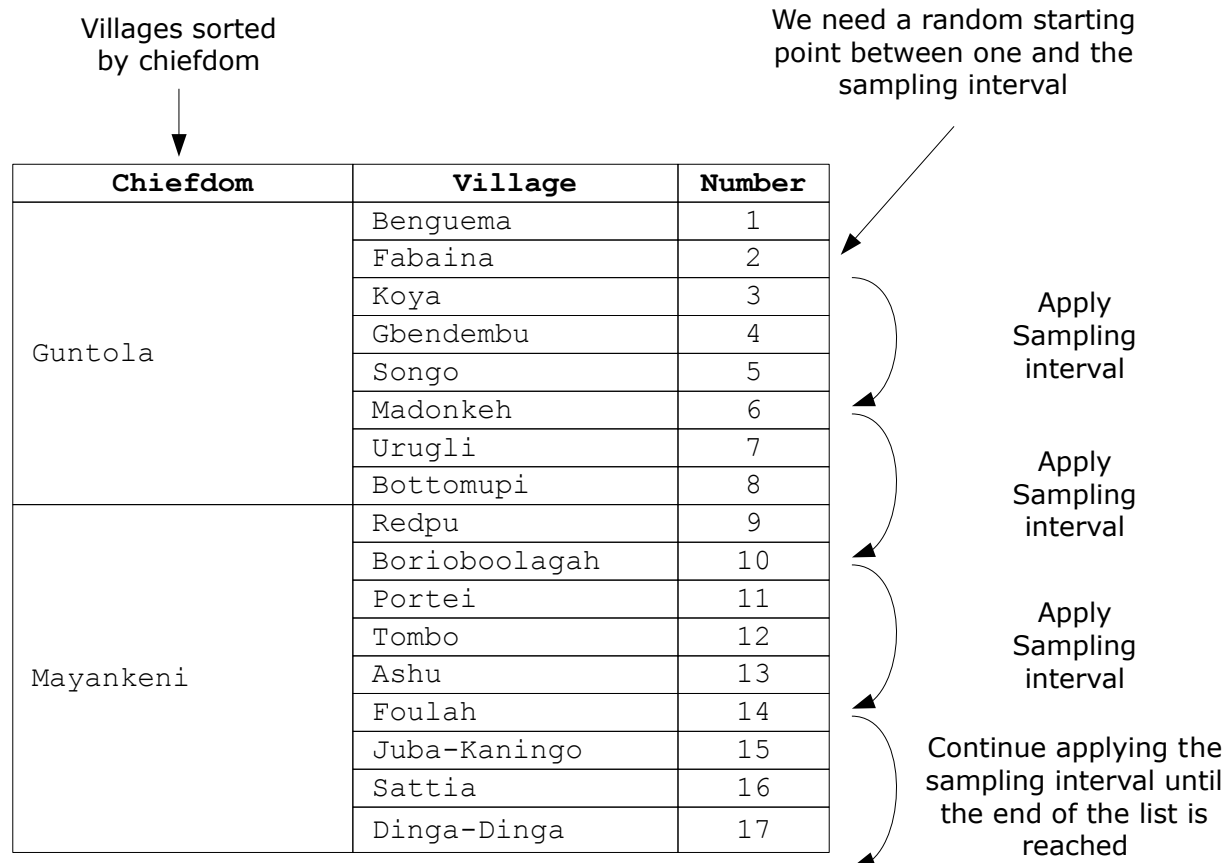 Villages sorted
by chiefdom
We need a random starting
point between one and the
sampling interval
Chiefdom Village Number
Guntola
Benguema 1
Fabaina 2
Koya 3
Gbendembu 4
Songo 5
Madonkeh 6
Urugli 7
Bottomupi 8
Mayankeni
Redpu 9
Borioboolagah 10
Portei 11
Tombo 12
Ashu 13
Foulah 14
Juba-Kaningo 15
Sattia 16
Dinga-Dinga 17
Apply
Sampling
interval
Apply
Sampling
interval
Apply
Sampling
interval
Continue applying the
sampling interval until
the end of the list is
reached